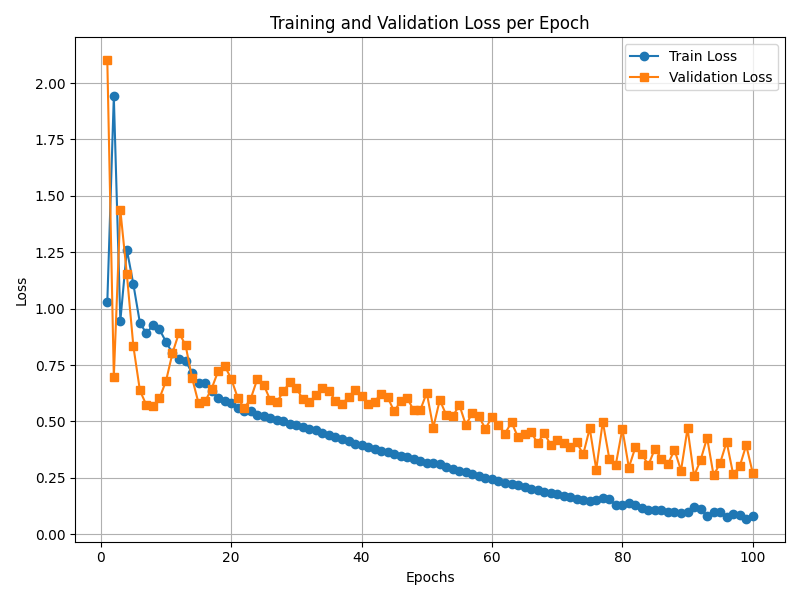 Training and Validation Loss per Epoch
Train Loss
Validation Loss
2.00
1.75
1.50
1.25
1.00
0.75
0.50
0.25
0.00
Loss
0 20 40 60 80 100
Epochs